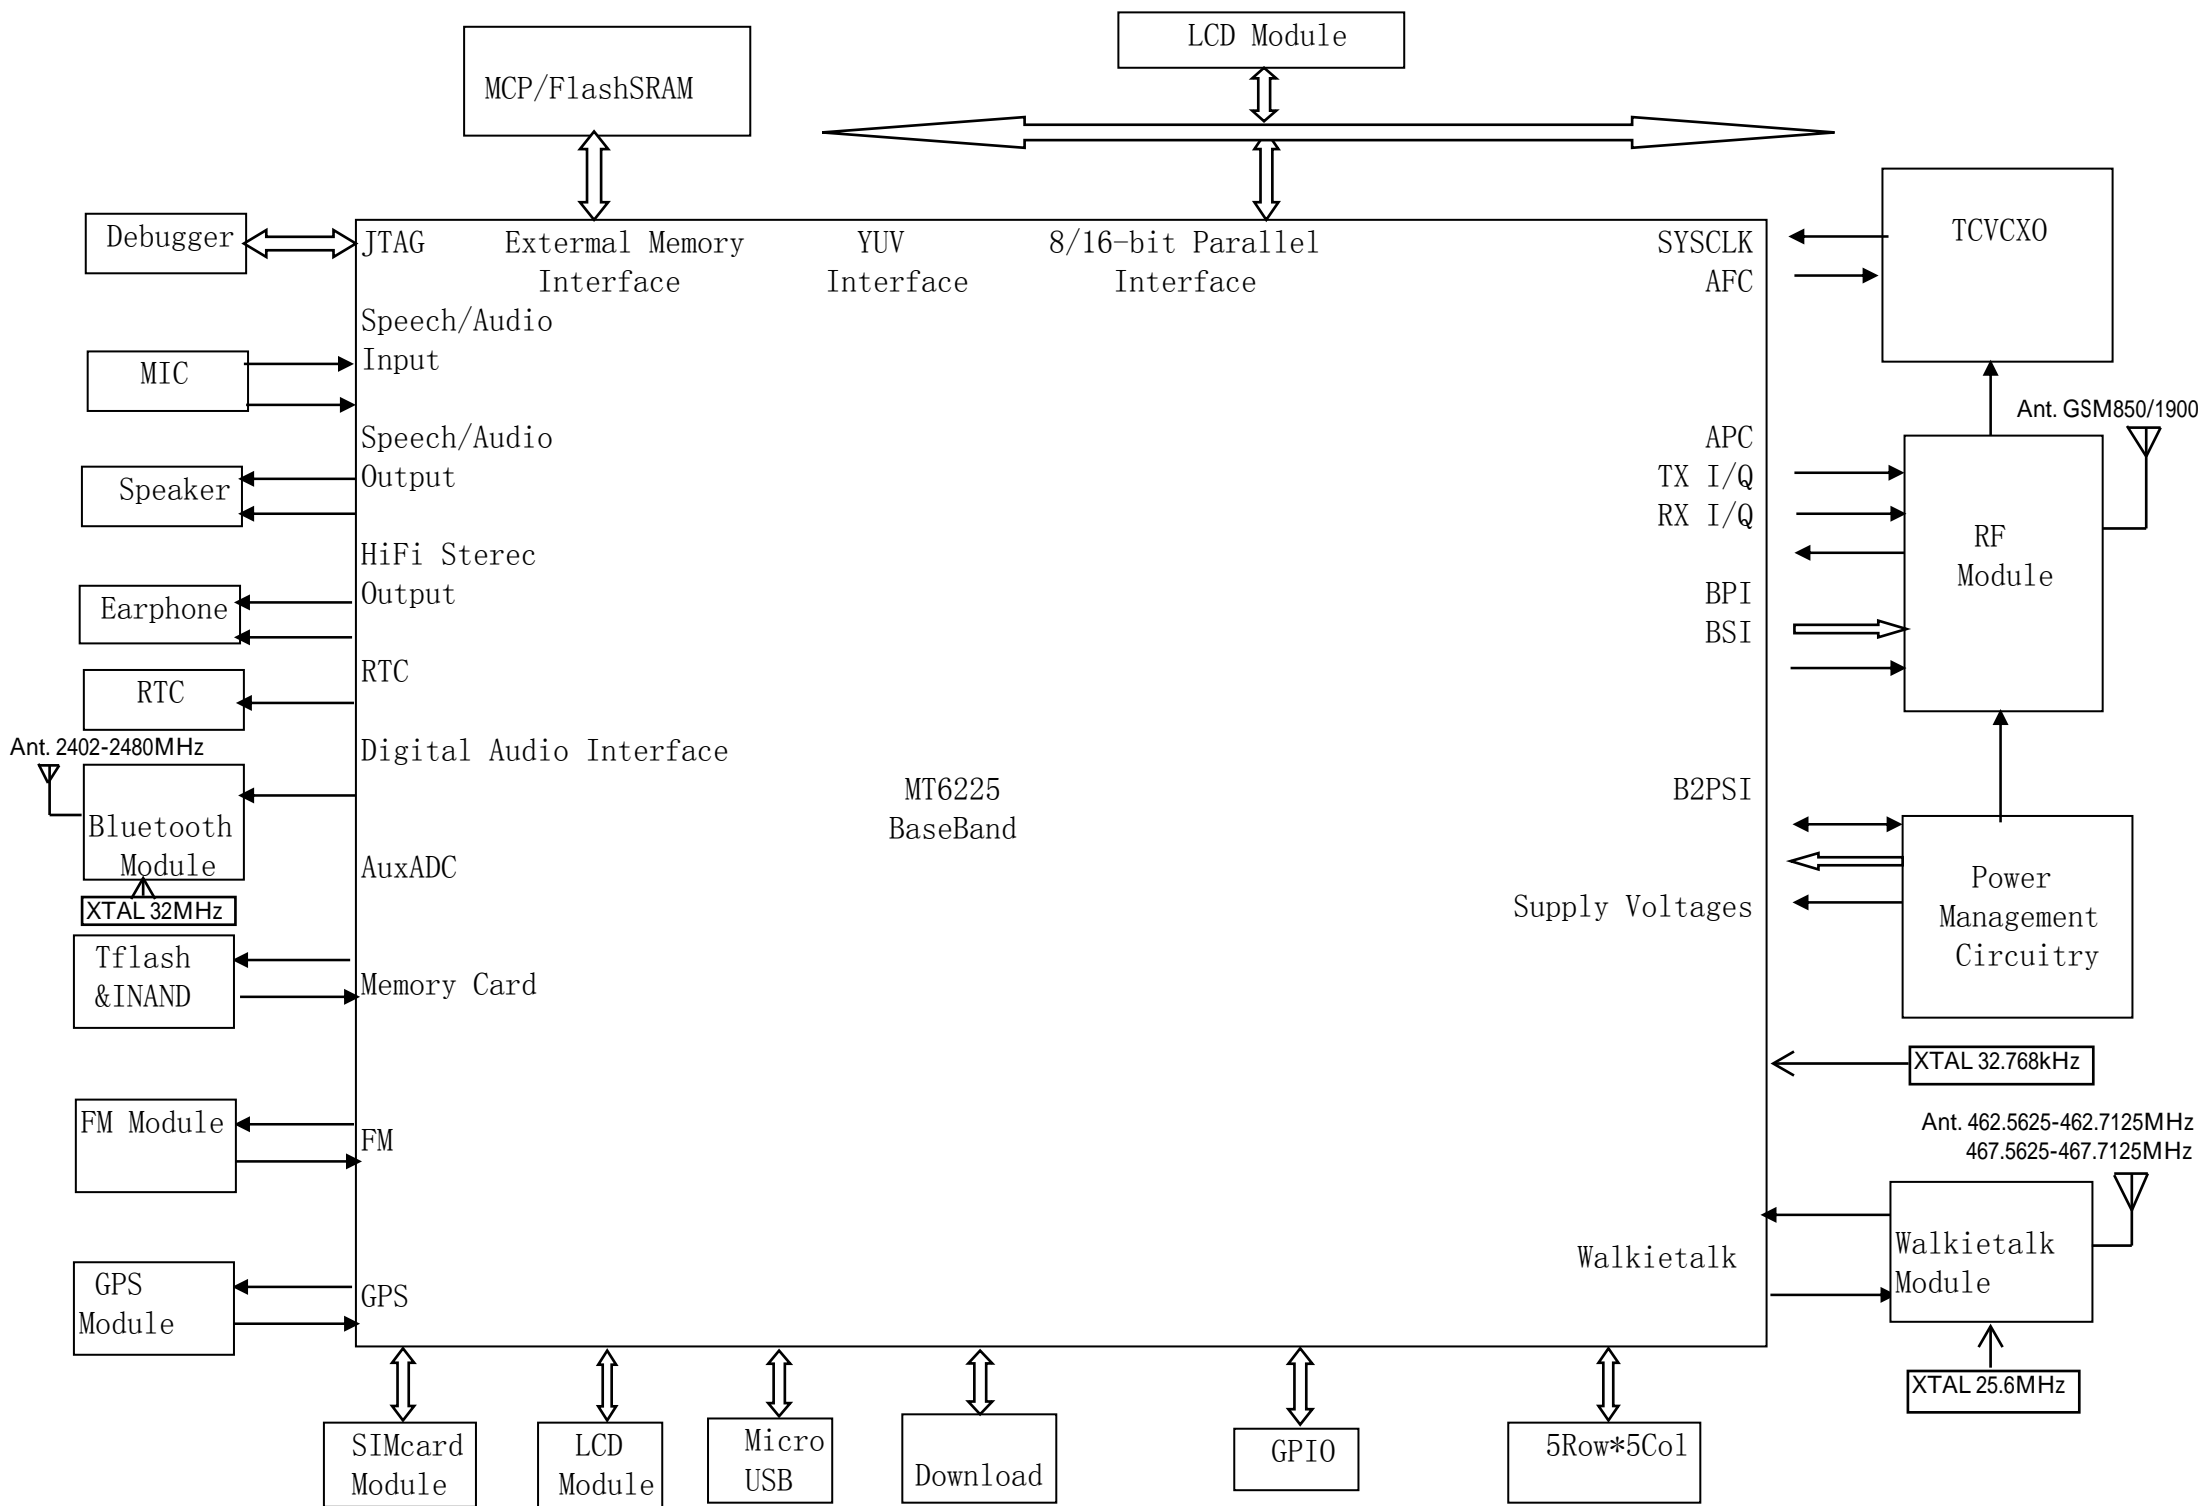 LCD Module
MCP/FlashSRAM
Debugger
JTAG
Extermal Memory
Interface
YUV
Interface
8/16-bit Parallel
Interface
SYSCLK
AFC
TCVCXO
Speech/Audio
Input
MIC
Speech/Audio
Output
Speaker
HiFi Sterec
Output
Earphone
RTC
RTC
Ant. 2402-2480MHz
Digital Audio Interface
Bluetooth
Module
XTAL 32MHz
AuxADC
Tflash
&INAND
Memory Card
FM Module
FM
GPS
Module
GPS
MT6225
BaseBand
Ant. GSM850/1900
APC
TX I/Q
RX I/Q
BPI
BSI
RF
Module
B2PSI
Supply Voltages
Power
Management
Circuitry
XTAL 32.768kHz
Ant. 462.5625-462.7125MHz
467.5625-467.7125MHz
Walkietalk
Walkietalk
Module
XTAL 25.6MHz
SIMcard
Module
LCD
Module
Micro
USB
Download
GPIO
5Row*5Col